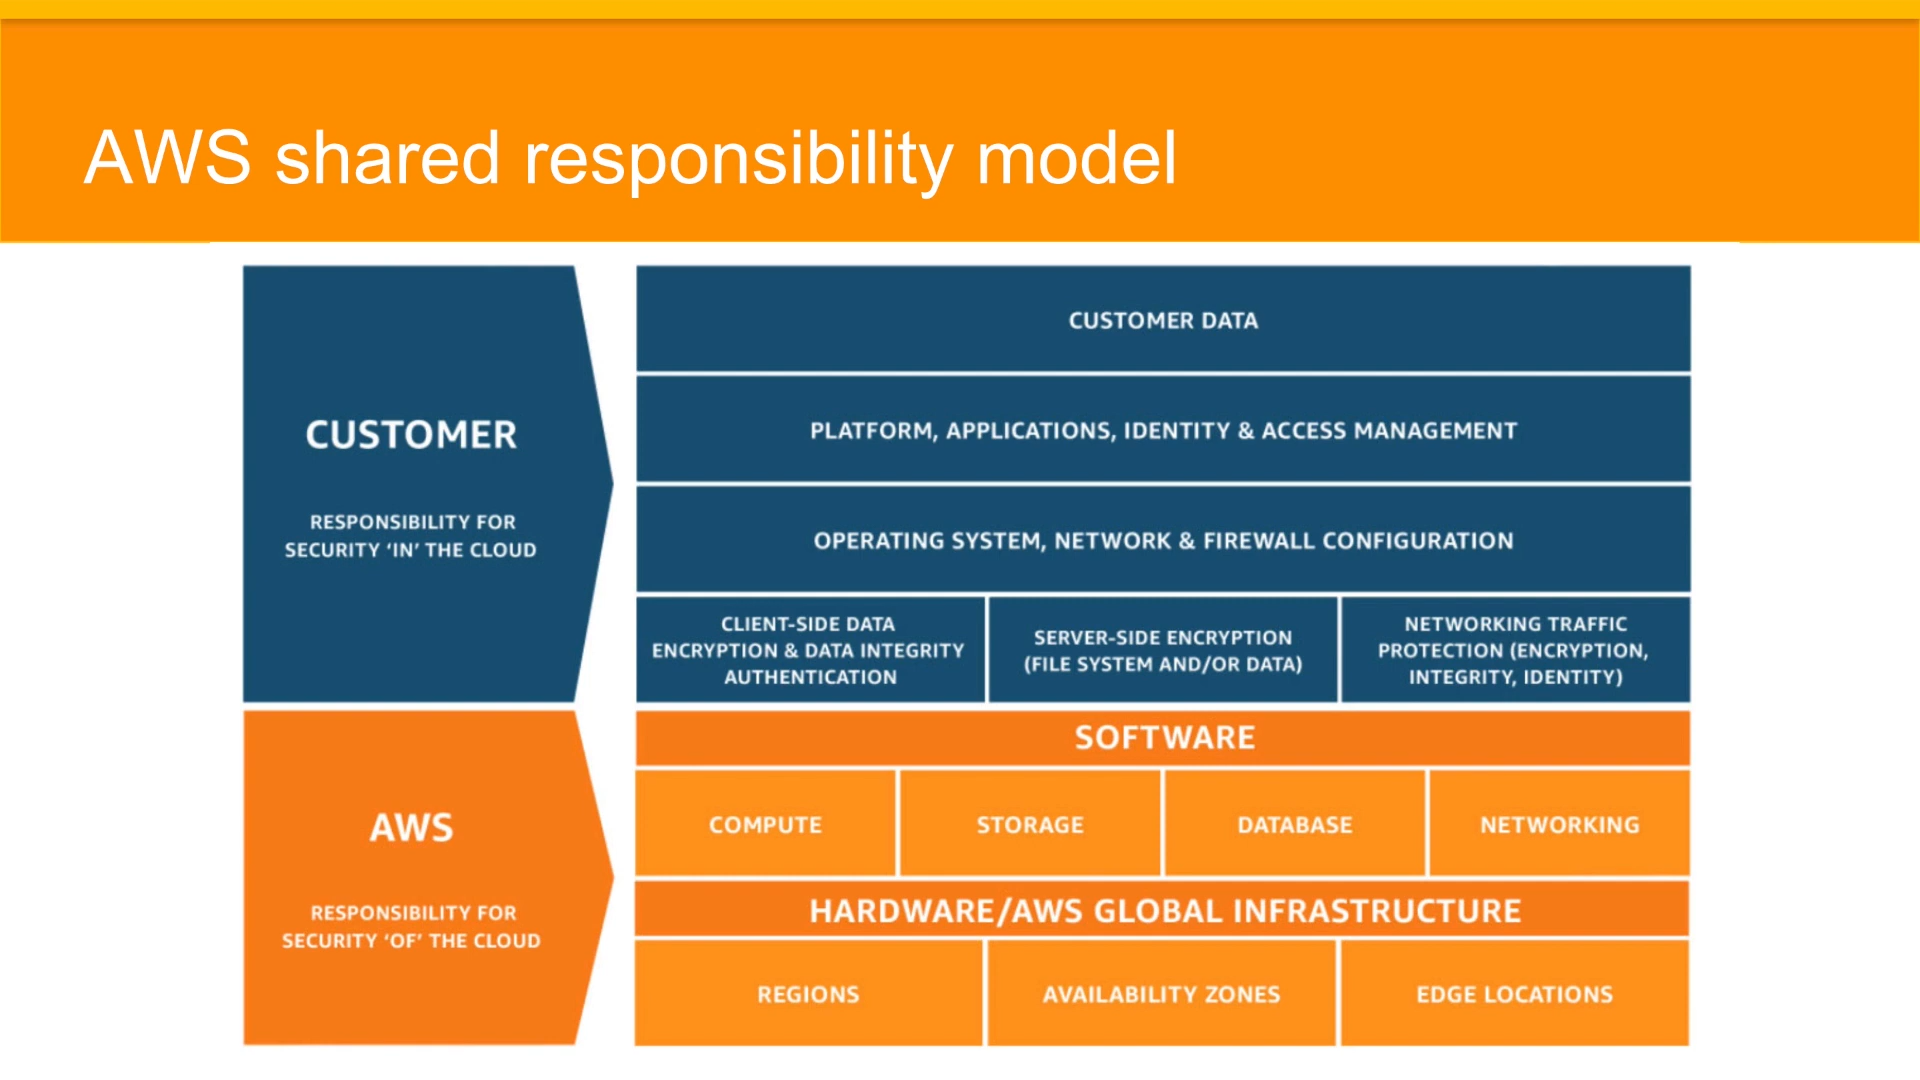 AWS shared responsibility model
CUSTOMER
RESPONSIBILITY FOR
SECURITY ‘IN’ THE CLOUD
CUSTOMER DATA
PLATFORM, APPLICATIONS, IDENTITY & ACCESS MANAGEMENT
OPERATING SYSTEM, NETWORK & FIREWALL CONFIGURATION
CLIENT-SIDE DATA
ENCRYPTION & DATA INTEGRITY
AUTHENTICATION
SERVER-SIDE ENCRYPTION
(FILE SYSTEM AND/OR DATA)
NETWORKING TRAFFIC
PROTECTION (ENCRYPTION,
INTEGRITY, IDENTITY)
AWS
RESPONSIBILITY FOR
SECURITY ‘OF’ THE CLOUD
SOFTWARE
COMPUTE
STORAGE
DATABASE
NETWORKING
HARDWARE/AWS GLOBAL INFRASTRUCTURE
REGIONS
AVAILABILITY ZONES
EDGE LOCATIONS